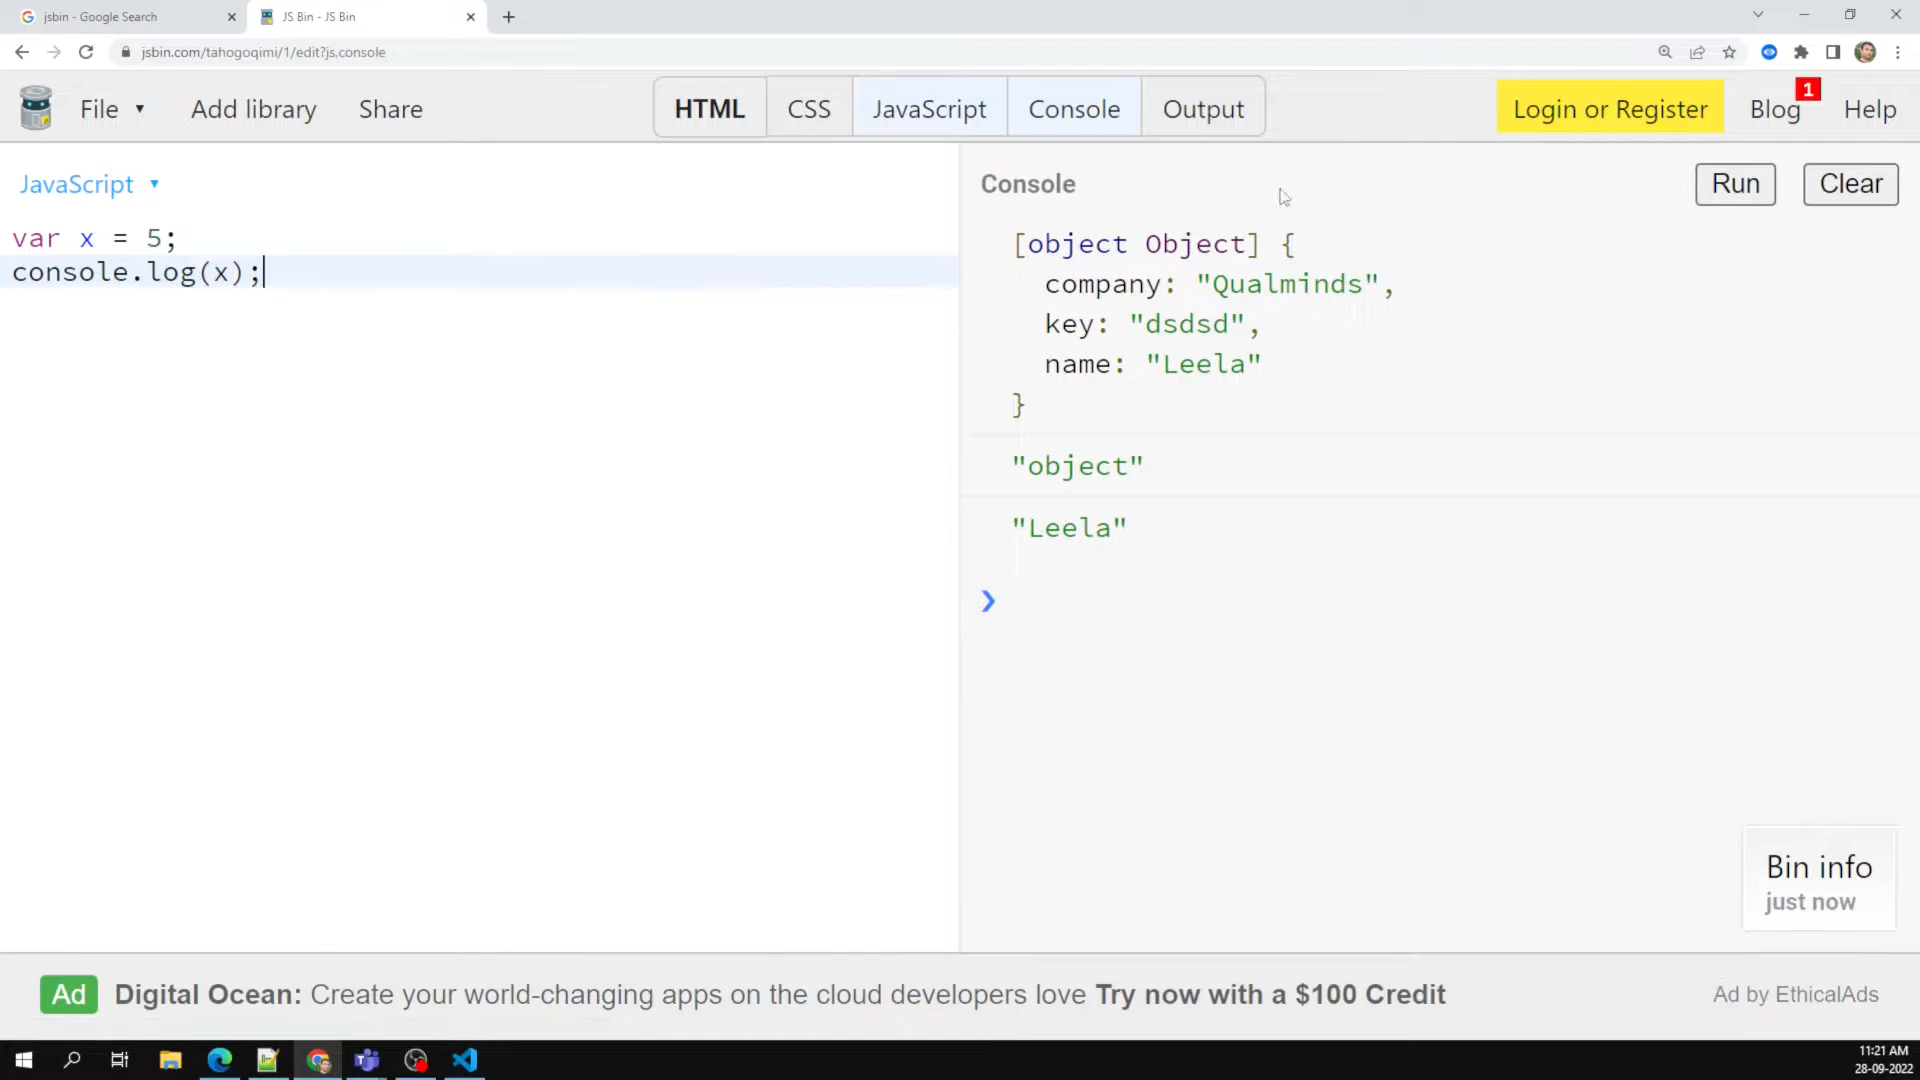 jsbin - Google Search
JS Bin - JS Bin
jsbin.com/tahogoqimi/1/edit?js,console
File
Add library
Share
HTML
CSS
JavaScript
Console
Output
Login or Register
Blog
1
Help
JavaScript
var x = 5;
console.log(x);
Console
Run
Clear
[object Object] {
company: "Qualminds",
key: "dsdsd",
name: "Leela"
}
"object"
"Leela"
Bin info
just now
Ad
Digital Ocean: Create your world-changing apps on the cloud developers love Try now with a $100 Credit
Ad by EthicalAds
11:21 AM
28-09-2022